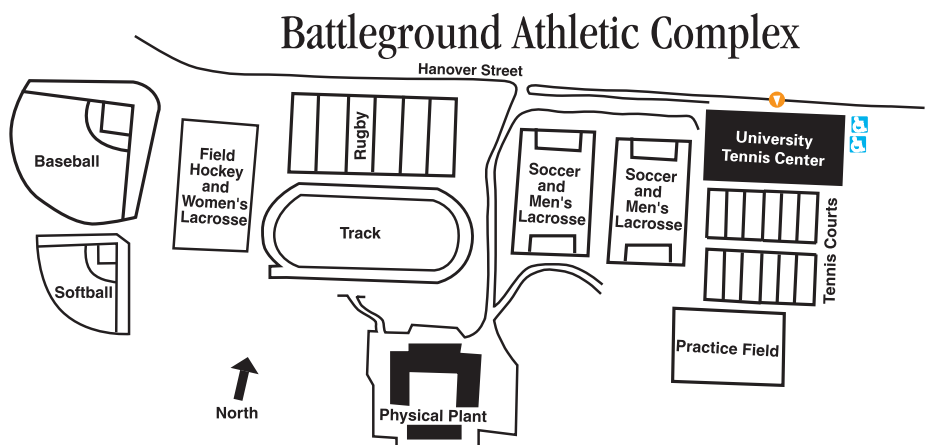 Battleground Athletic Complex
Hanover Street
Baseball
Field
Hockey
and
Women's
Lacrosse
Rugby
Track
Soccer
and
Men's
Lacrosse
Soccer
and
Men's
Lacrosse
University
Tennis Center
Tennis Courts
Softball
Practice Field
North
Physical Plant